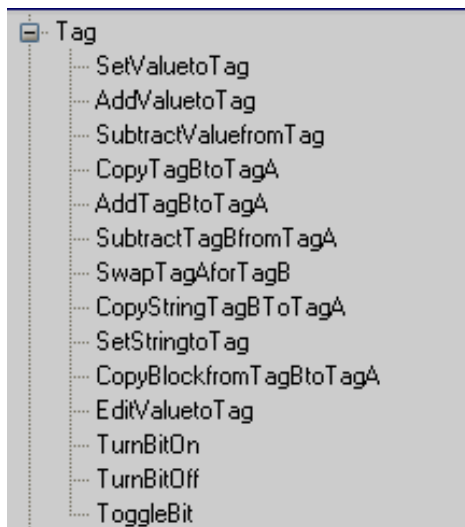 Tag
SetValuetoTag
AddValuetoTag
SubtractValuefromTag
CopyTagBtoTagA
AddTagBtoTagA
SubtractTagBfromTagA
SwapTagAforTagB
CopyStringTagBToTagA
SetStringtoTag
CopyBlockfromTagBtoTagA
EditValuetoTag
TurnBitOn
TurnBitOff
ToggleBit